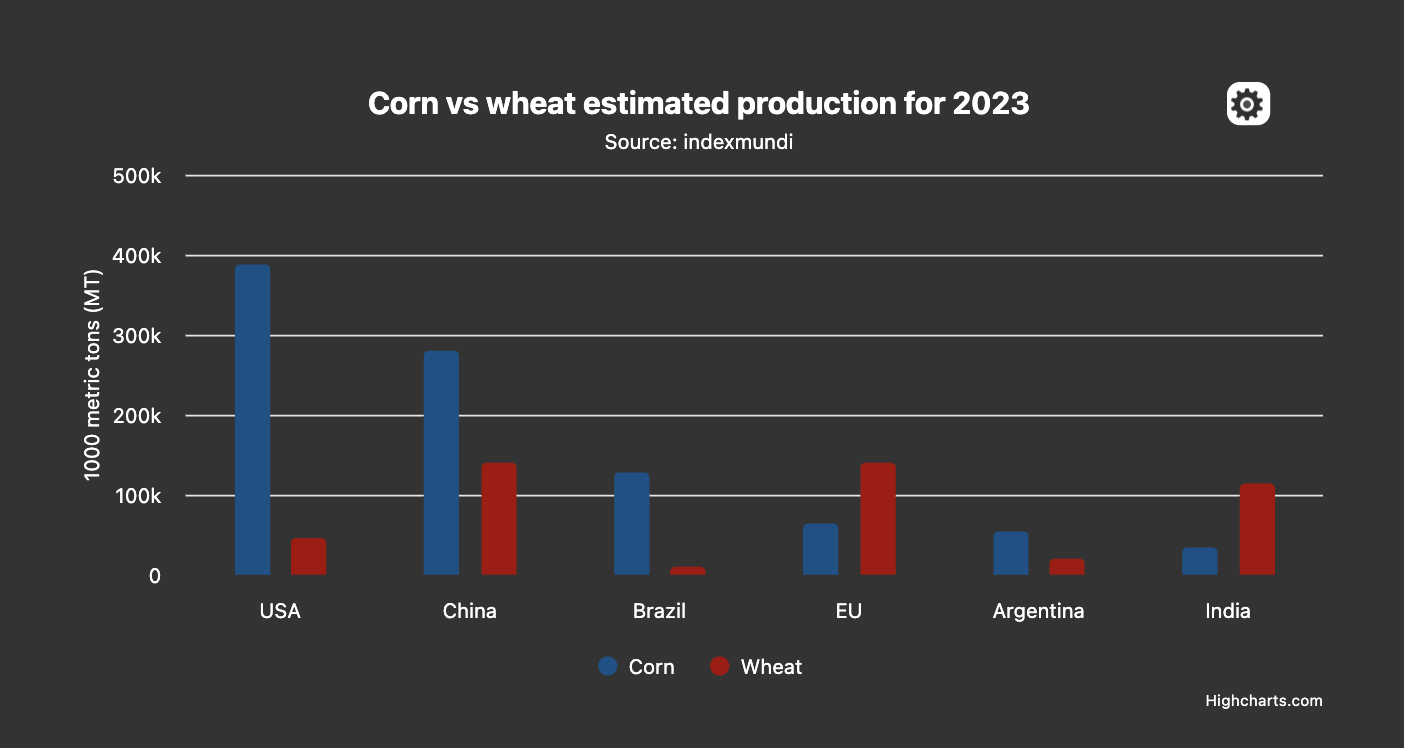 Corn vs wheat estimated production for 2023
Source: indexmundi
1000 metric tons (MT)
500k
400k
300k
200k
100k
0
USA China Brazil EU Argentina India
Corn Wheat
Highcharts.com